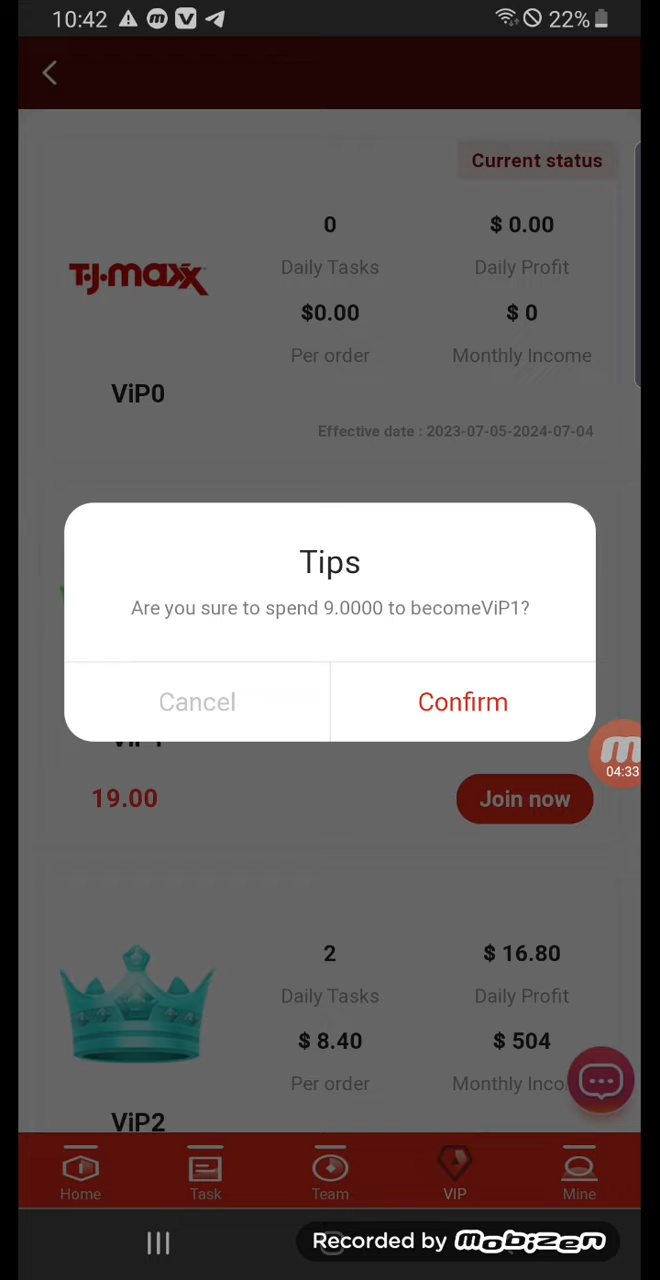 10:42
22%
Current status
T·J·maxx
0
$ 0.00
Daily Tasks
Daily Profit
$0.00
$ 0
Per order
Monthly Income
ViP0
Effective date : 2023-07-05-2024-07-04
Tips
Are you sure to spend 9.0000 to becomeViP1?
Cancel
Confirm
04:33
19.00
Join now
2
$ 16.80
Daily Tasks
Daily Profit
$ 8.40
$ 504
Per order
Monthly Inco
ViP2
Home
Task
Team
VIP
Mine
Recorded by mobizen